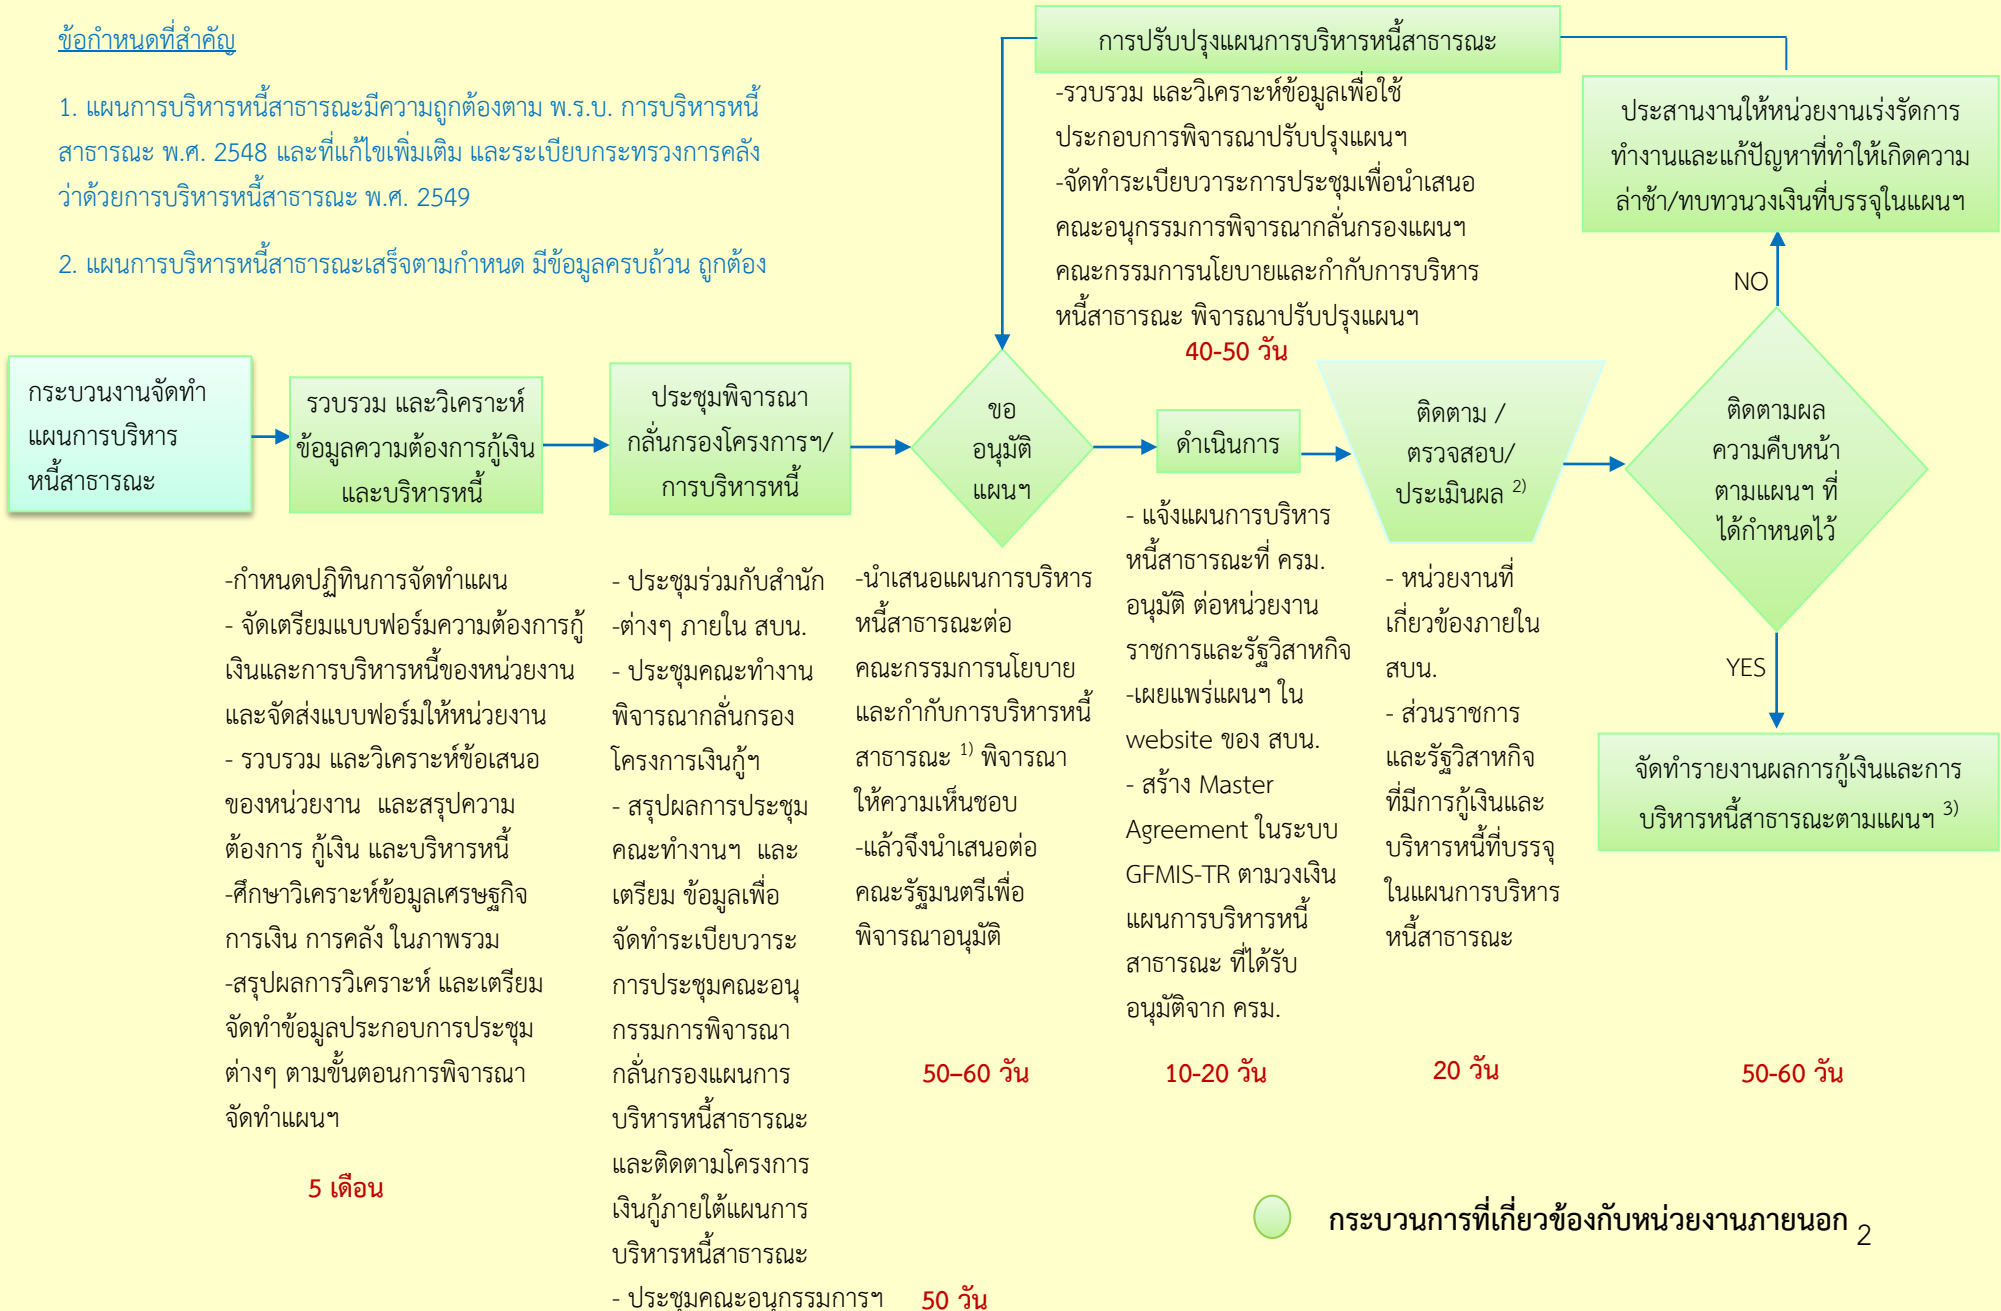 ข้อกำหนดที่สำคัญ
1. แผนการบริหารหนี้สาธารณะมีความถูกต้องตาม พ.ร.บ. การบริหารหนี้
สาธารณะ พ.ศ. 2548 และที่แก้ไขเพิ่มเติม และระเบียบกระทรวงการคลัง
ว่าด้วยการบริหารหนี้สาธารณะ พ.ศ. 2549
2. แผนการบริหารหนี้สาธารณะเสร็จตามกำหนด มีข้อมูลครบถ้วน ถูกต้อง
การปรับปรุงแผนการบริหารหนี้สาธารณะ
-รวบรวม และวิเคราะห์ข้อมูลเพื่อใช้
ประกอบการพิจารณาปรับปรุงแผนฯ
-จัดทำระเบียบวาระการประชุมเพื่อนำเสนอ
คณะอนุกรรมการพิจารณากลั่นกรองแผนฯ
คณะกรรมการนโยบายและกำกับการบริหาร
หนี้สาธารณะ พิจารณาปรับปรุงแผนฯ
40-50 วัน
ประสานงานให้หน่วยงานเร่งรัดการ
ทำงานและแก้ปัญหาที่ทำให้เกิดความ
ล่าช้า/ทบทวนวงเงินที่บรรจุในแผนฯ
NO
กระบวนงานจัดทำ
แผนการบริหาร
หนี้สาธารณะ
รวบรวม และวิเคราะห์
ข้อมูลความต้องการกู้เงิน
และบริหารหนี้
ประชุมพิจารณา
กลั่นกรองโครงการฯ/
การบริหารหนี้
ขอ
อนุมัติ
แผนฯ
ดำเนินการ
ติดตาม /
ตรวจสอบ/
ประเมินผล 2)
ติดตามผล
ความคืบหน้า
ตามแผนฯ ที่
ได้กำหนดไว้
YES
จัดทำรายงานผลการกู้เงินและการ
บริหารหนี้สาธารณะตามแผนฯ 3)
-กำหนดปฏิทินการจัดทำแผน
- จัดเตรียมแบบฟอร์มความต้องการกู้
เงินและการบริหารหนี้ของหน่วยงาน
และจัดส่งแบบฟอร์มให้หน่วยงาน
- รวบรวม และวิเคราะห์ข้อเสนอ
ของหน่วยงาน และสรุปความ
ต้องการ กู้เงิน และบริหารหนี้
-ศึกษาวิเคราะห์ข้อมูลเศรษฐกิจ
การเงิน การคลัง ในภาพรวม
-สรุปผลการวิเคราะห์ และเตรียม
จัดทำข้อมูลประกอบการประชุม
ต่างๆ ตามขั้นตอนการพิจารณา
จัดทำแผนฯ
5 เดือน
- ประชุมร่วมกับสำนัก
-ต่างๆ ภายใน สบน.
- ประชุมคณะทำงาน
พิจารณากลั่นกรอง
โครงการเงินกู้ฯ
- สรุปผลการประชุม
คณะทำงานฯ และ
เตรียม ข้อมูลเพื่อ
จัดทำระเบียบวาระ
การประชุมคณะอนุ
กรรมการพิจารณา
กลั่นกรองแผนการ
บริหารหนี้สาธารณะ
และติดตามโครงการ
เงินกู้ภายใต้แผนการ
บริหารหนี้สาธารณะ
- ประชุมคณะอนุกรรมการฯ
50 วัน
-นำเสนอแผนการบริหาร
หนี้สาธารณะต่อ
คณะกรรมการนโยบาย
และกำกับการบริหารหนี้
สาธารณะ 1) พิจารณา
ให้ความเห็นชอบ
-แล้วจึงนำเสนอต่อ
คณะรัฐมนตรีเพื่อ
พิจารณาอนุมัติ
50–60 วัน
- แจ้งแผนการบริหาร
หนี้สาธารณะที่ ครม.
อนุมัติ ต่อหน่วยงาน
ราชการและรัฐวิสาหกิจ
-เผยแพร่แผนฯ ใน
website ของ สบน.
- สร้าง Master
Agreement ในระบบ
GFMIS-TR ตามวงเงิน
แผนการบริหารหนี้
สาธารณะ ที่ได้รับ
อนุมัติจาก ครม.
10-20 วัน
- หน่วยงานที่
เกี่ยวข้องภายใน
สบน.
- ส่วนราชการ
และรัฐวิสาหกิจ
ที่มีการกู้เงินและ
บริหารหนี้ที่บรรจุ
ในแผนการบริหาร
หนี้สาธารณะ
20 วัน
50-60 วัน
กระบวนการที่เกี่ยวข้องกับหน่วยงานภายนอก
2